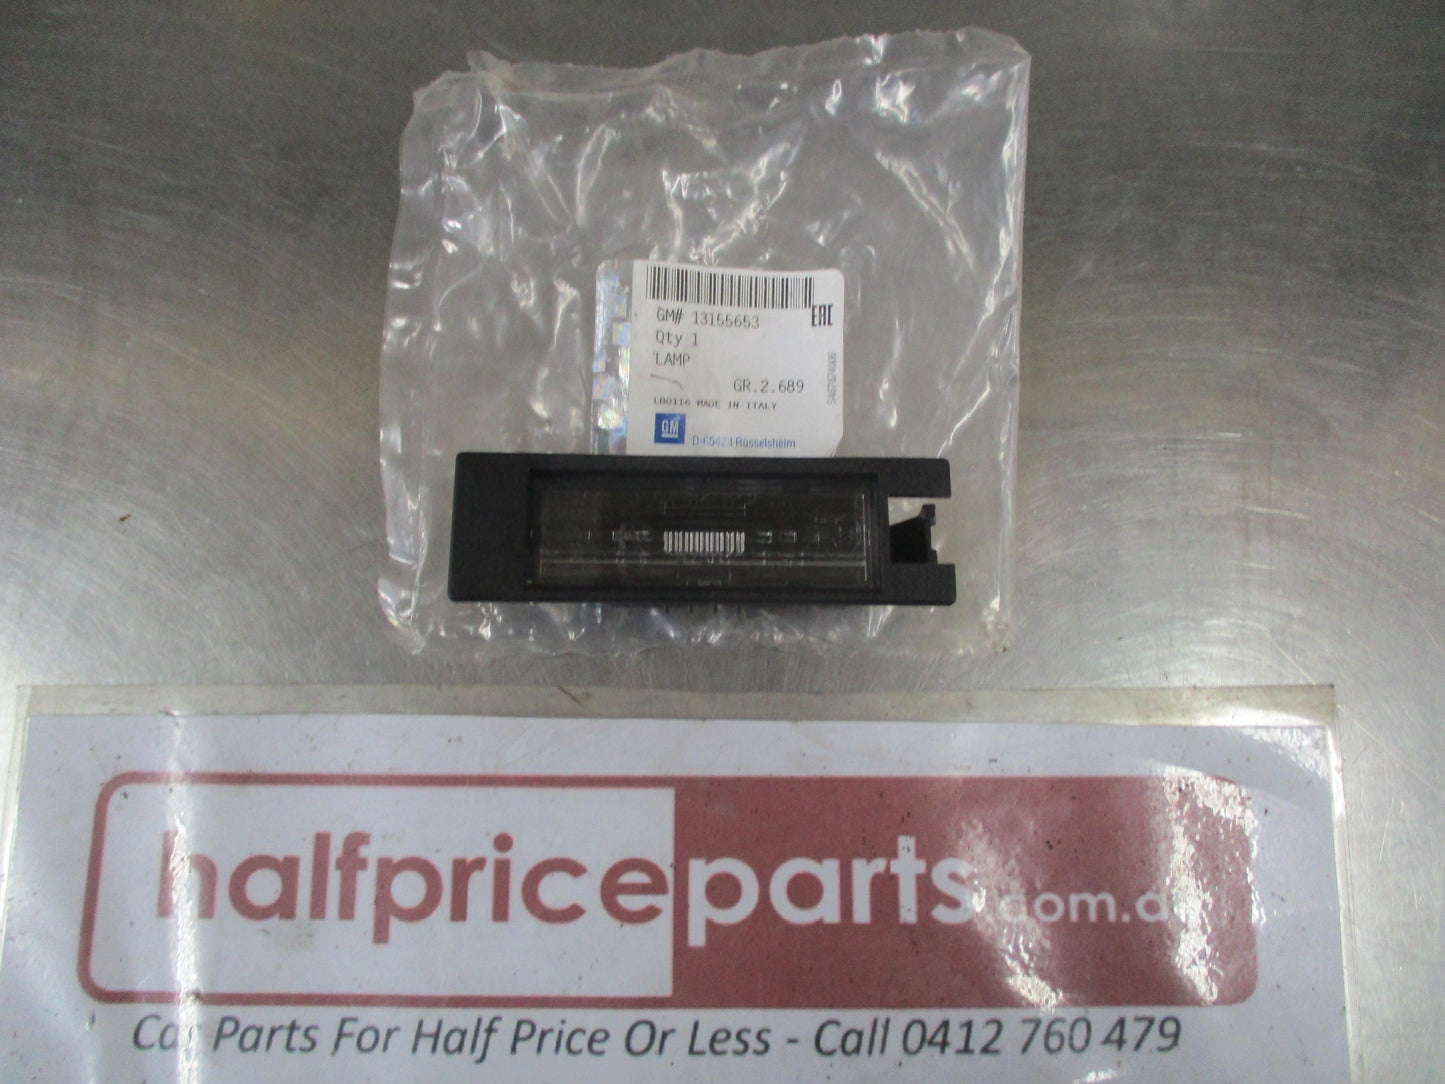 GM# 13155653
EAC
Qty 1
LAMP
GR.2.689
LB0116 MADE IN ITALY
GM
D-65423 Rüsselsheim
halfpriceparts.com.a
Car Parts For Half Price Or Less - Call 0412 760 479